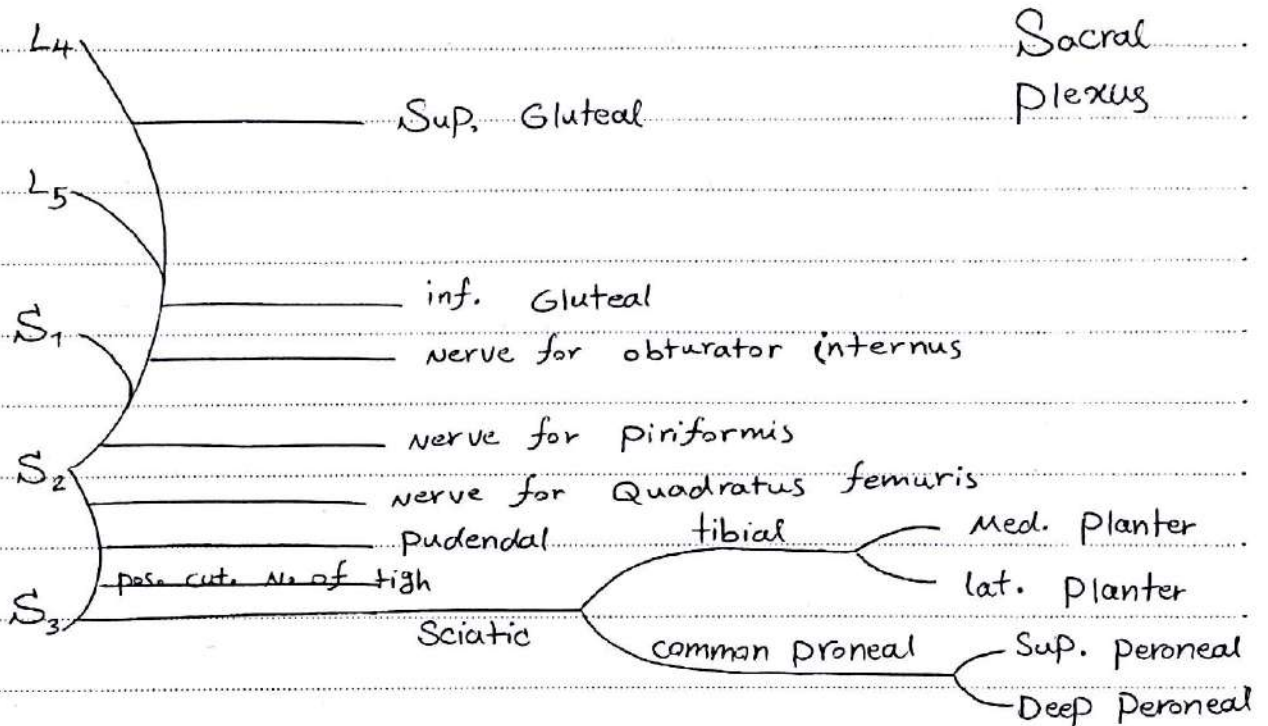 L4
Sacral
plexus
Sup. Gluteal
L5
inf. Gluteal
S1
Nerve for obturator internus
Nerve for piriformis
S2
Nerve for Quadratus femuris
pudendal
tibial
Med. Planter
pos. cut. N. of tigh
lat. Planter
S3
Sciatic
common proneal
Sup. peroneal
Deep peroneal